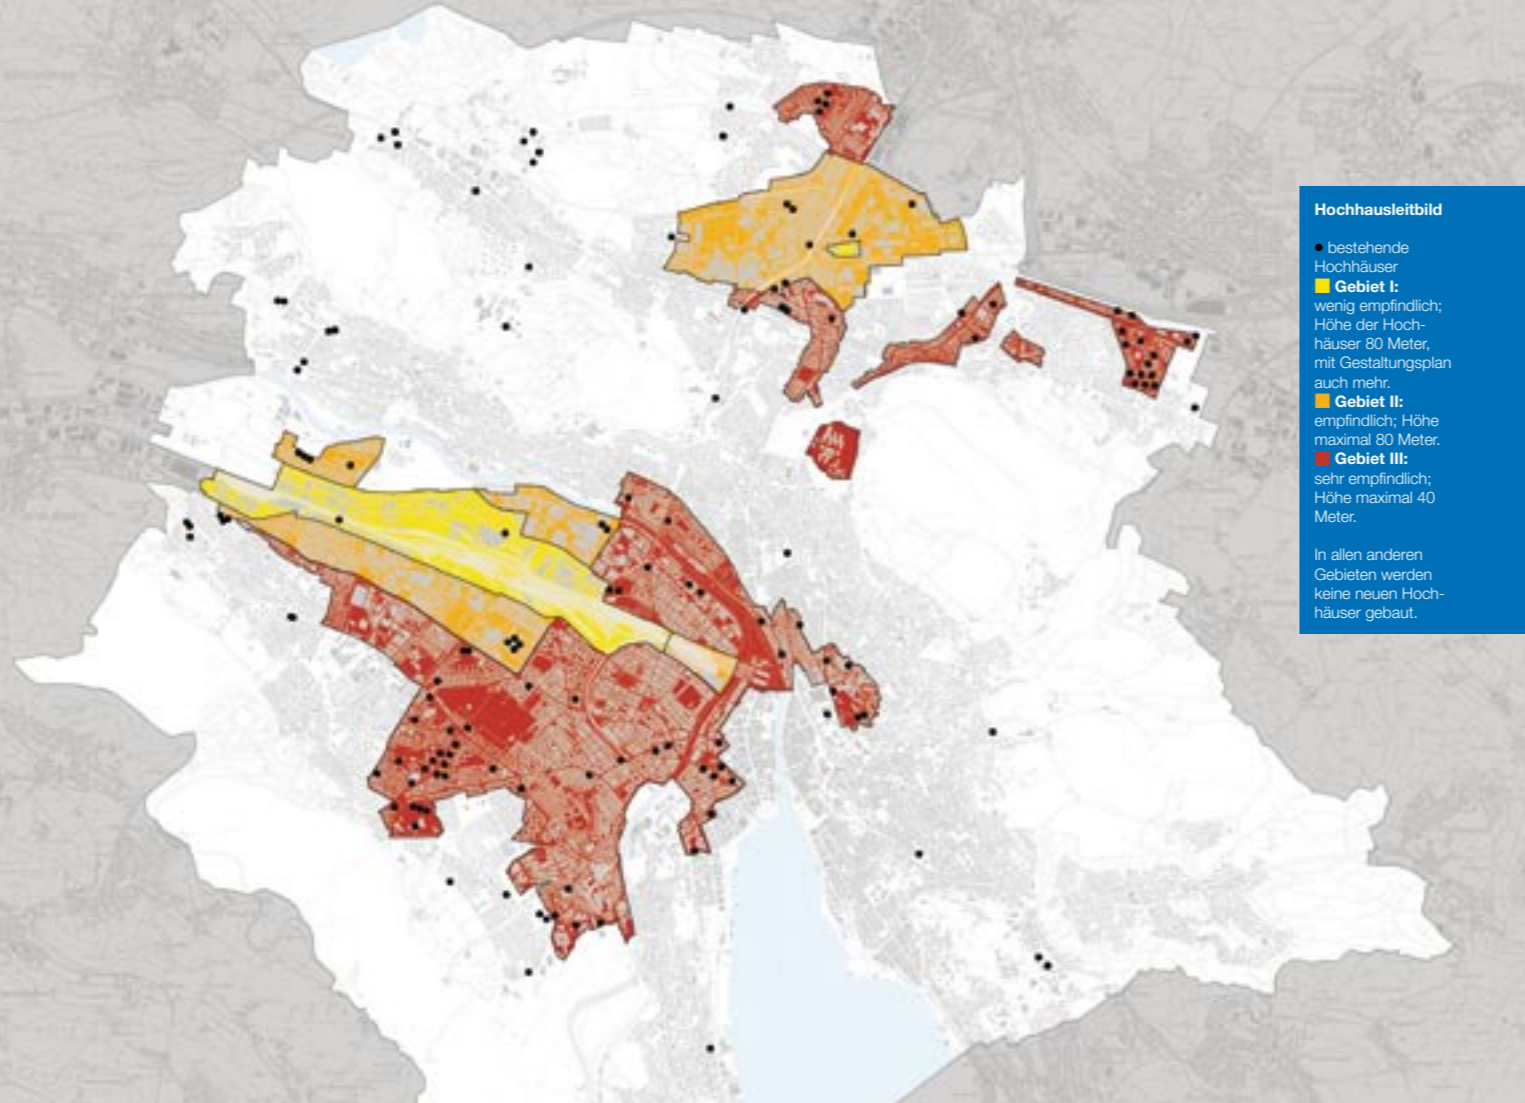 Hochhausleitbild
● bestehende
Hochhäuser
Gebiet I:
wenig empfindlich;
Höhe der Hoch-
häuser 80 Meter,
mit Gestaltungsplan
auch mehr.
Gebiet II:
empfindlich; Höhe
maximal 80 Meter.
Gebiet III:
sehr empfindlich;
Höhe maximal 40
Meter.
In allen anderen
Gebieten werden
keine neuen Hoch-
häuser gebaut.